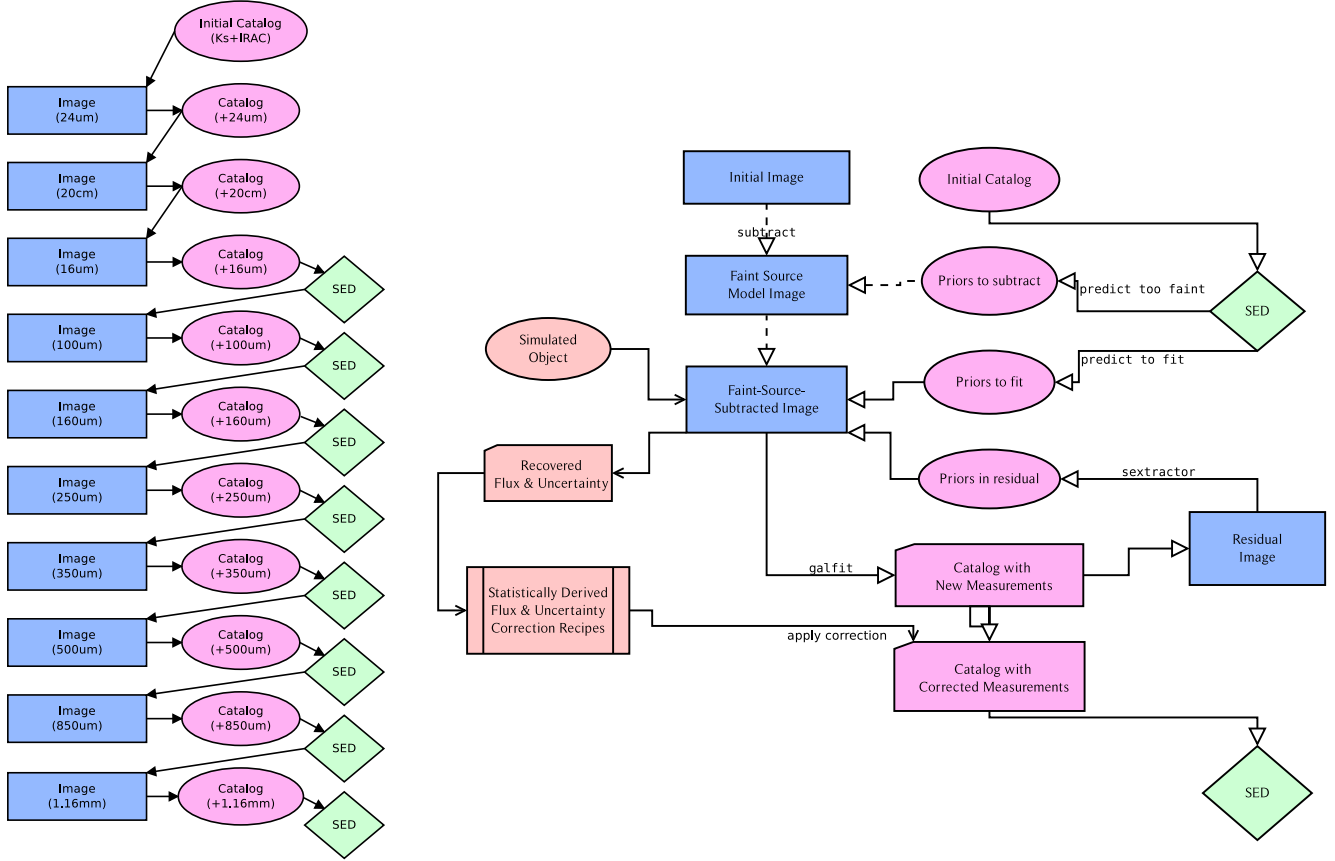 Initial Catalog
(Ks+IRAC)
Image
(24um)
Catalog
(+24um)
Image
(20cm)
Catalog
(+20cm)
Image
(16um)
Catalog
(+16um)
SED
Image
(100um)
Catalog
(+100um)
SED
Image
(160um)
Catalog
(+160um)
SED
Image
(250um)
Catalog
(+250um)
SED
Image
(350um)
Catalog
(+350um)
SED
Image
(500um)
Catalog
(+500um)
SED
Image
(850um)
Catalog
(+850um)
SED
Image
(1.16mm)
Catalog
(+1.16mm)
SED
Initial Image
Initial Catalog
subtract
Faint Source
Model Image
Priors to subtract
predict too faint
SED
Simulated
Object
predict to fit
Faint-Source-
Subtracted Image
Priors to fit
Recovered
Flux & Uncertainty
Priors in residual
sextractor
Residual
Image
galfit
Catalog with
New Measurements
Statistically Derived
Flux & Uncertainty
Correction Recipes
apply correction
Catalog with
Corrected Measurements
SED